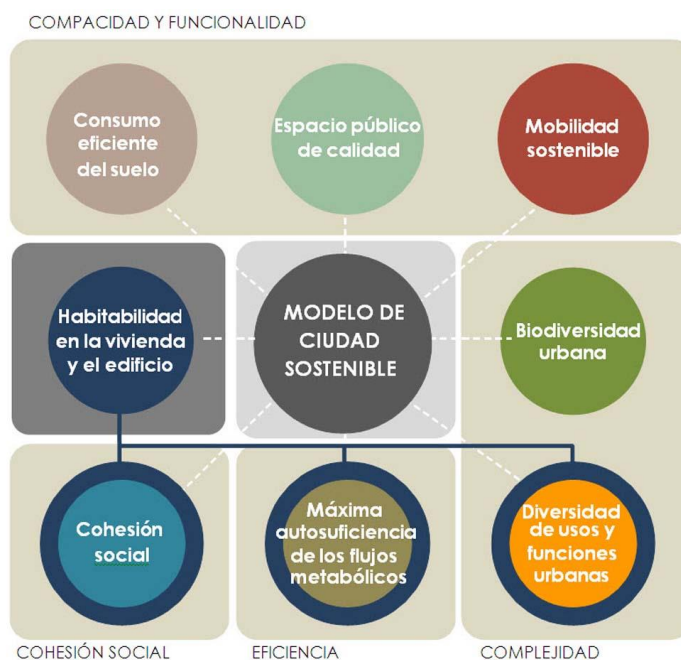 COMPACIDAD Y FUNCIONALIDAD
Consumo
eficiente
del suelo
Espacio público
de calidad
Mobilidad
sostenible
Habitabilidad
en la vivienda
y el edificio
MODELO DE
CIUDAD
SOSTENIBLE
Biodiversidad
urbana
Cohesión
social
Máxima
autosuficiencia
de los flujos
metabólicos
Diversidad
de usos y
funciones
urbanas
COHESIÓN SOCIAL
EFICIENCIA
COMPLEJIDAD